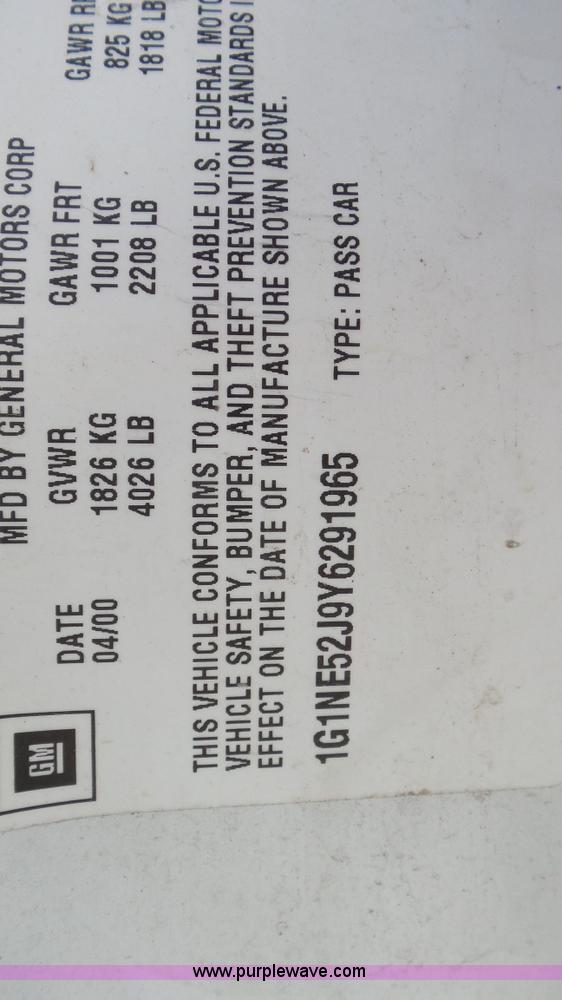 MFD BY GENERAL MOTORS CORP
DATE GVWR GAWR FRT GAWR
04/00 1826 KG 1001 KG 825 KG
4026 LB 2208 LB 1818 LB
THIS VEHICLE CONFORMS TO ALL APPLICABLE U.S. FEDERAL
VEHICLE SAFETY, BUMPER, AND THEFT PREVENTION STANDARDS
EFFECT ON THE DATE OF MANUFACTURE SHOWN ABOVE.
1G1NE52J9Y6291965 TYPE: PASS CAR
GM
www.purplewave.com